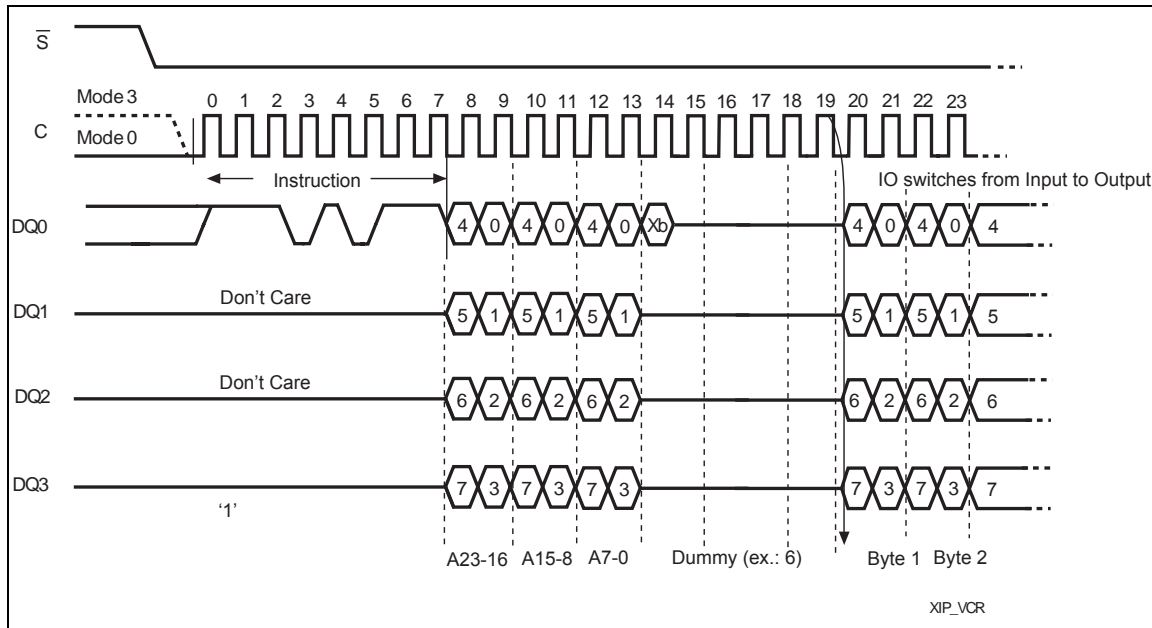 S
Mode 3
0 1 2 3 4 5 6 7 8 9 10 11 12 13 14 15 16 17 18 19 20 21 22 23
C
Mode 0
Instruction
IO switches from Input to Output
DQ0
4 0 4 0 4 0 Xb 4 0 4 0 4
DQ1
Don’t Care
5 1 5 1 5 1 5 1 5 1 5
DQ2
Don’t Care
6 2 6 2 6 2 6 2 6 2 6
DQ3
7 3 7 3 7 3 7 3 7 3 7
‘1’
A23-16 A15-8 A7-0 Dummy (ex.: 6) Byte 1 Byte 2
XIP_VCR